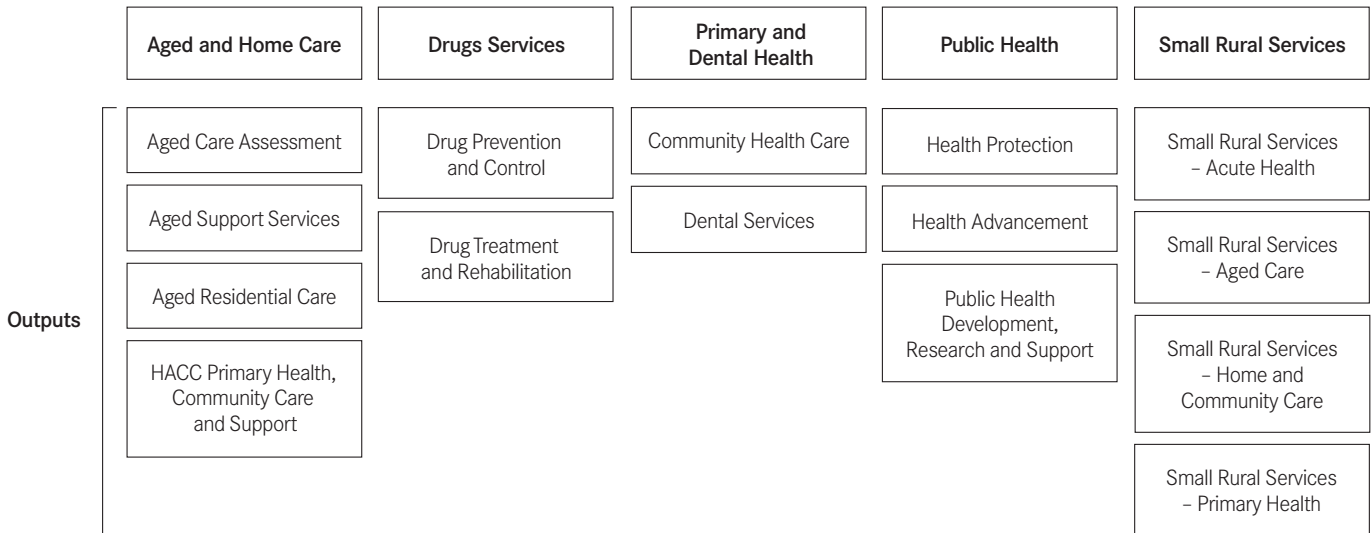 Aged and Home Care
Drugs Services
Primary and
Dental Health
Public Health
Small Rural Services
Outputs
Aged Care Assessment
Aged Support Services
Aged Residential Care
HACC Primary Health,
Community Care
and Support
Drug Prevention
and Control
Drug Treatment
and Rehabilitation
Community Health Care
Dental Services
Health Protection
Health Advancement
Public Health
Development,
Research and Support
Small Rural Services
– Acute Health
Small Rural Services
– Aged Care
Small Rural Services
– Home and
Community Care
Small Rural Services
– Primary Health